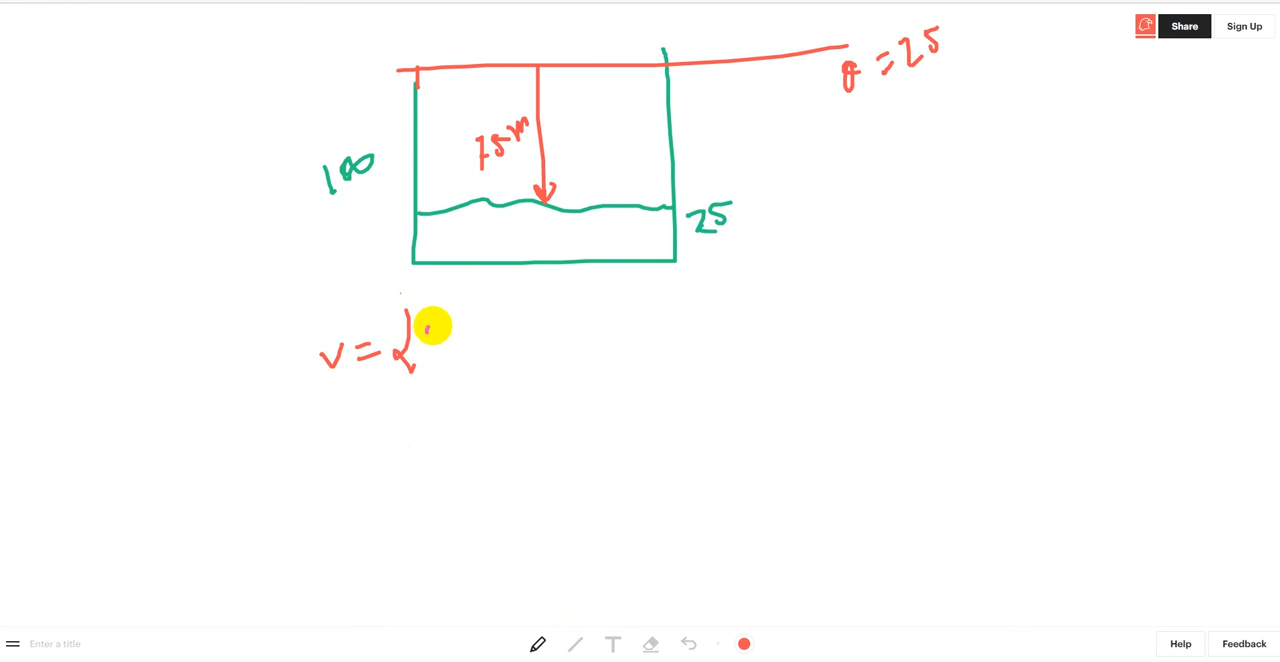 Share Sign Up
θ = 25
75m
100
25
v =
Enter a title
T
Help Feedback